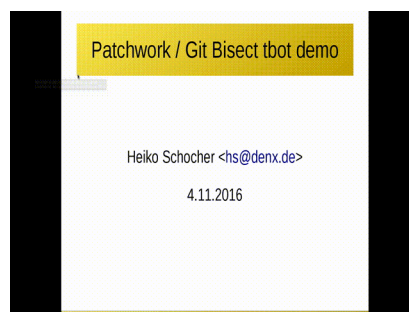 Patchwork / Git Bisect tbot demo
Heiko Schocher <hs@denx.de>
4.11.2016